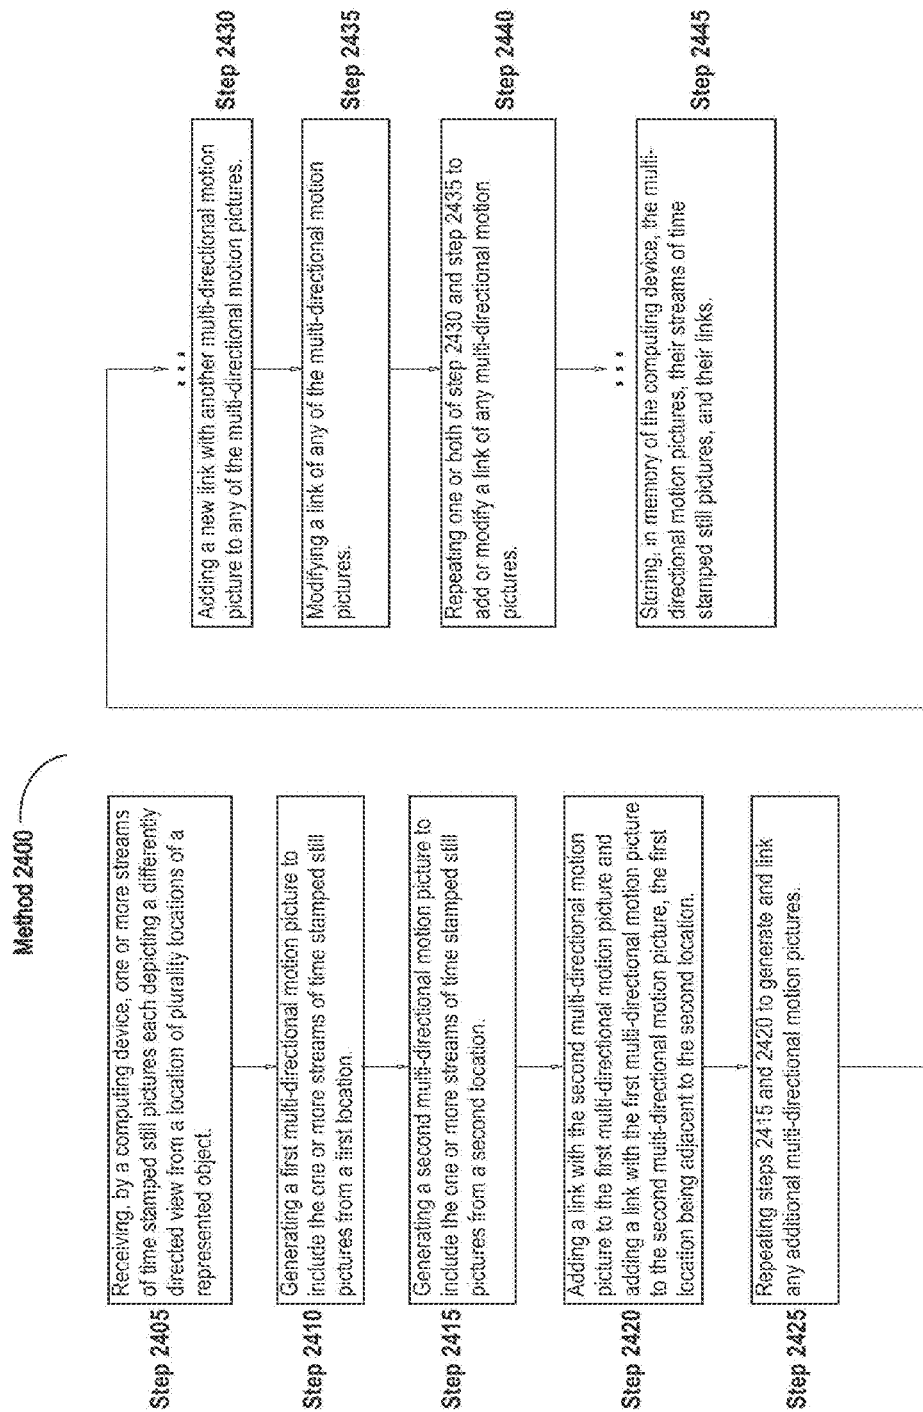 Method 2400
Step 2405
Receiving, by a computing device, one or more streams
of time stamped still pictures each depicting a differently
directed view from a location of plurality locations of a
represented object.
Step 2410
Generating a first multi-directional motion picture to
include the one or more streams of time stamped still
pictures from a first location.
Step 2415
Generating a second multi-directional motion picture to
include the one or more streams of time stamped still
pictures from a second location.
Step 2420
Adding a link with the second multi-directional motion
picture to the first multi-directional motion picture and
adding a link with the first multi-directional motion picture
to the second multi-directional motion picture, the first
location being adjacent to the second location.
Step 2425
Repeating steps 2415 and 2420 to generate and link
any additional multi-directional motion pictures.
Step 2430
Adding a new link with another multi-directional motion
picture to any of the multi-directional motion pictures.
Step 2435
Modifying a link of any of the multi-directional motion
pictures.
Step 2440
Repeating one or both of step 2430 and step 2435 to
add or modify a link of any multi-directional motion
pictures.
Step 2445
Storing, in memory of the computing device, the multi-
directional motion pictures, their streams of time
stamped still pictures, and their links.